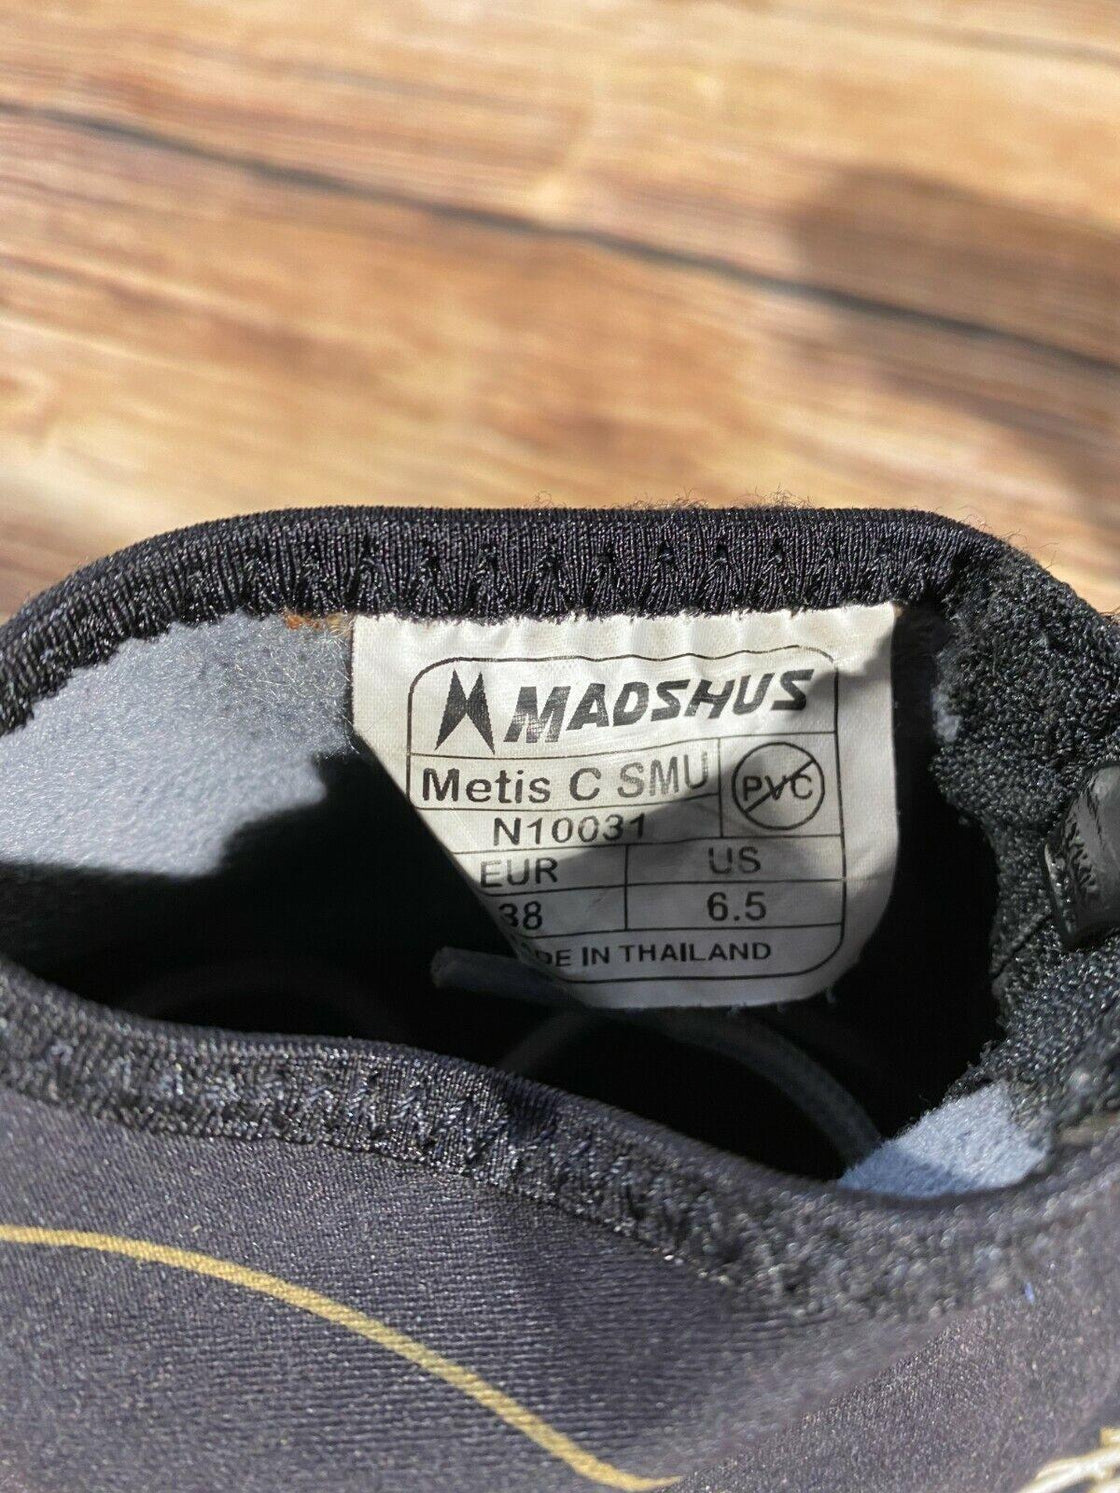 MADSHUS
Metis C SMU
PVC
N10031
EUR US
38 6.5
DE IN THAILAND